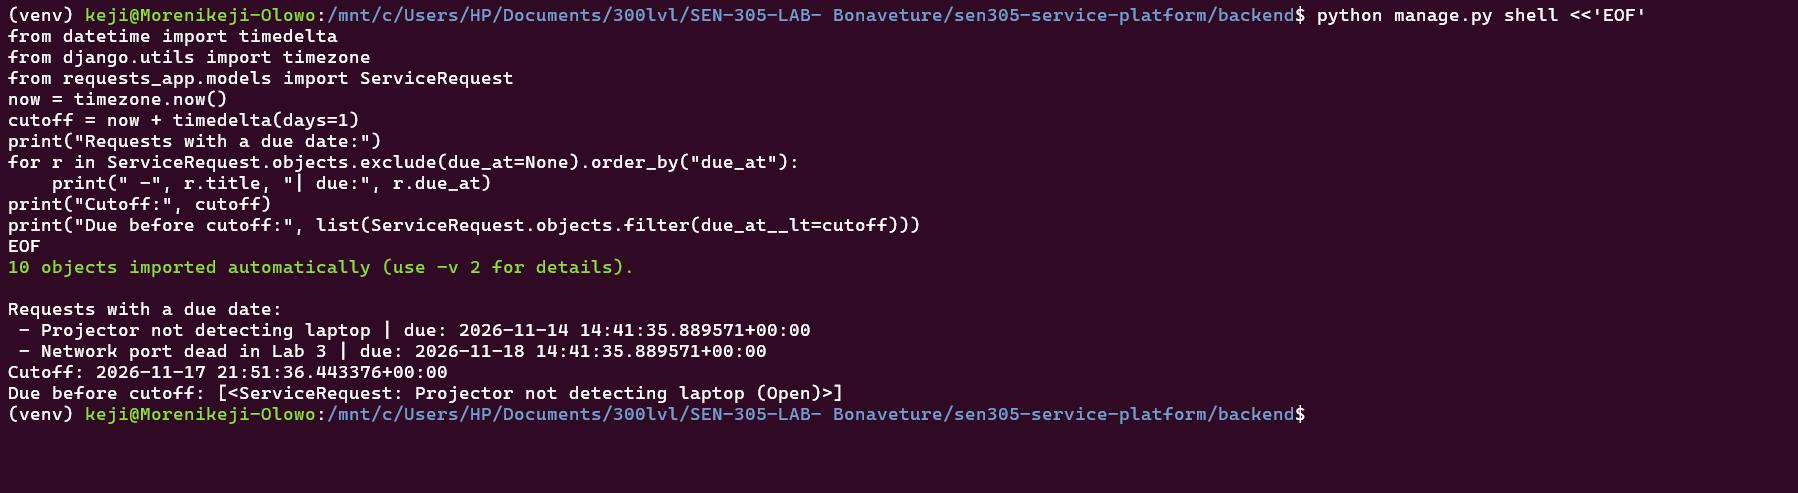 (venv) keji@Morenikeji-Olowo:/mnt/c/Users/HP/Documents/300lvl/SEN-305-LAB- Bonaveture/sen305-service-platform/backend$ python manage.py shell <<'EOF'
from datetime import timedelta
from django.utils import timezone
from requests_app.models import ServiceRequest
now = timezone.now()
cutoff = now + timedelta(days=1)
print("Requests with a due date:")
for r in ServiceRequest.objects.exclude(due_at=None).order_by("due_at"):
    print(" -", r.title, "| due:", r.due_at)
print("Cutoff:", cutoff)
print("Due before cutoff:", list(ServiceRequest.objects.filter(due_at__lt=cutoff)))
EOF
10 objects imported automatically (use -v 2 for details).

Requests with a due date:
 - Projector not detecting laptop | due: 2026-11-14 14:41:35.889571+00:00
 - Network port dead in Lab 3 | due: 2026-11-18 14:41:35.889571+00:00
Cutoff: 2026-11-17 21:51:36.443376+00:00
Due before cutoff: [<ServiceRequest: Projector not detecting laptop (Open)>]
(venv) keji@Morenikeji-Olowo:/mnt/c/Users/HP/Documents/300lvl/SEN-305-LAB- Bonaveture/sen305-service-platform/backend$